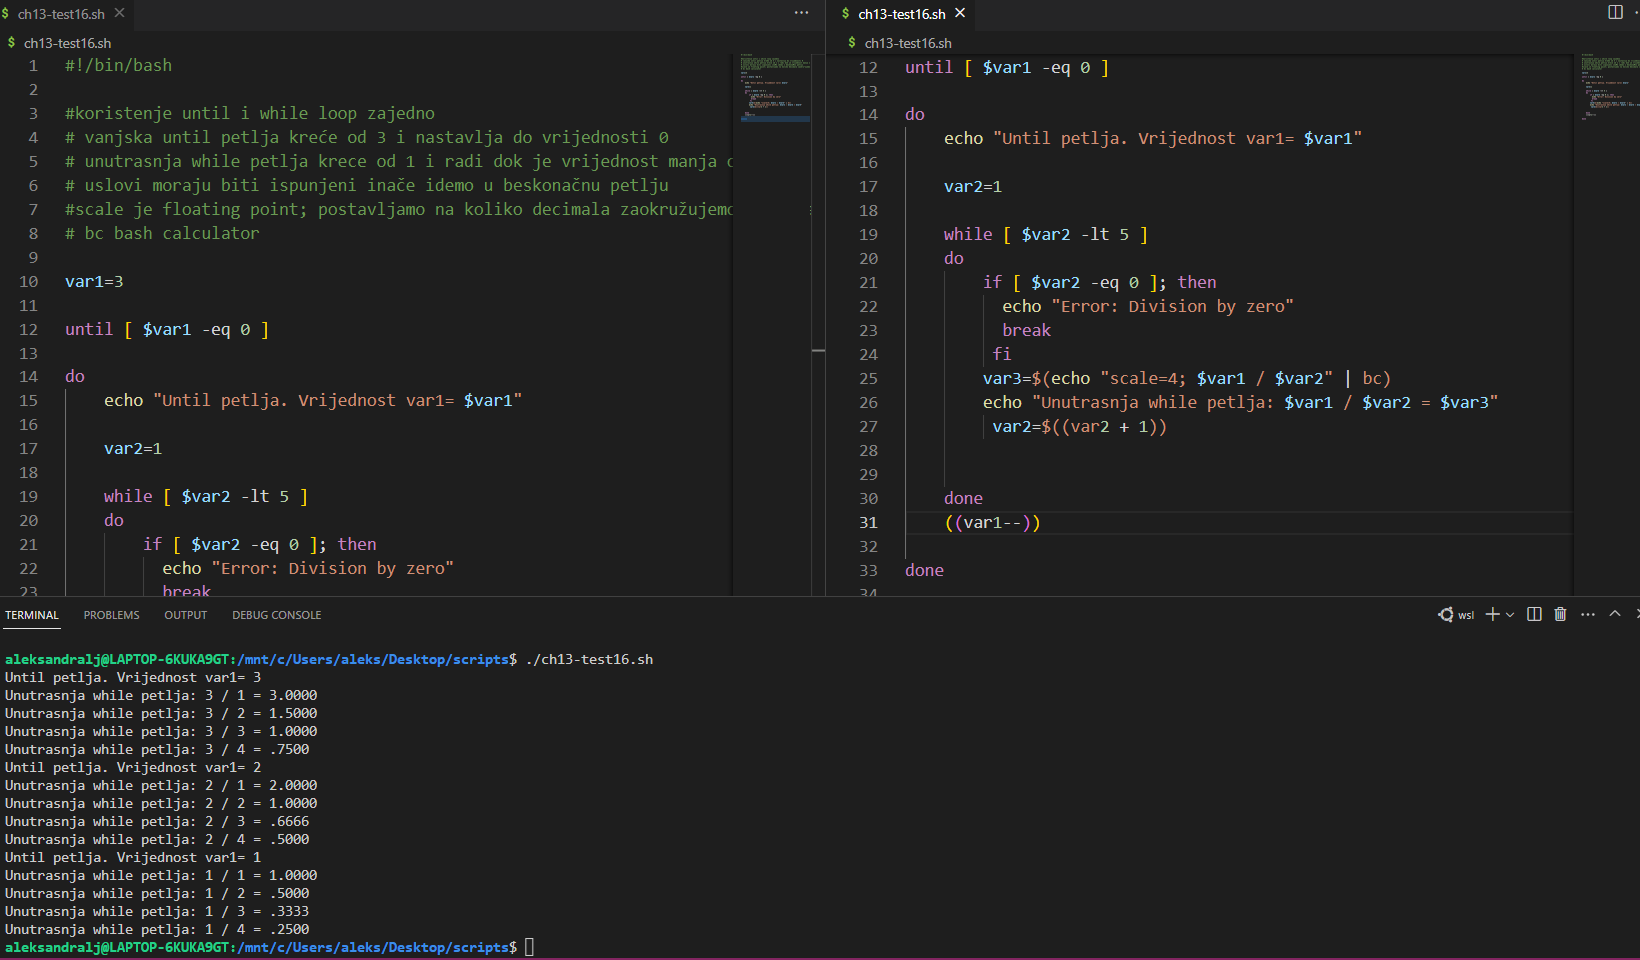 $ ch13-test16.sh ×
$ ch13-test16.sh
1 #!/bin/bash
2
3 #koristenje until i while loop zajedno
4 # vanjska until petlja kreće od 3 i nastavlja do vrijednosti 0
5 # unutrasnja while petlja krece od 1 i radi dok je vrijednost manja
6 # uslovi moraju biti ispunjeni inače idemo u beskonačnu petlju
7 #scale je floating point; postavljamo na koliko decimala zaokružujemo
8 # bc bash calculator
9
10 var1=3
11
12 until [ $var1 -eq 0 ]
13
14 do
15 echo "Until petlja. Vrijednost var1= $var1"
16
17 var2=1
18
19 while [ $var2 -lt 5 ]
20 do
21 if [ $var2 -eq 0 ]; then
22 echo "Error: Division by zero"
23 break
$ ch13-test16.sh ×
$ ch13-test16.sh
12 until [ $var1 -eq 0 ]
13
14 do
15 echo "Until petlja. Vrijednost var1= $var1"
16
17 var2=1
18
19 while [ $var2 -lt 5 ]
20 do
21 if [ $var2 -eq 0 ]; then
22 echo "Error: Division by zero"
23 break
24 fi
25 var3=$(echo "scale=4; $var1 / $var2" | bc)
26 echo "Unutrasnja while petlja: $var1 / $var2 = $var3"
27 var2=$((var2 + 1))
28
29
30 done
31 ((var1--))
32
33 done
34
TERMINAL PROBLEMS OUTPUT DEBUG CONSOLE wsl
aleksandralj@LAPTOP-6KUKA9GT:/mnt/c/Users/aleks/Desktop/scripts$ ./ch13-test16.sh
Until petlja. Vrijednost var1= 3
Unutrasnja while petlja: 3 / 1 = 3.0000
Unutrasnja while petlja: 3 / 2 = 1.5000
Unutrasnja while petlja: 3 / 3 = 1.0000
Unutrasnja while petlja: 3 / 4 = .7500
Until petlja. Vrijednost var1= 2
Unutrasnja while petlja: 2 / 1 = 2.0000
Unutrasnja while petlja: 2 / 2 = 1.0000
Unutrasnja while petlja: 2 / 3 = .6666
Unutrasnja while petlja: 2 / 4 = .5000
Until petlja. Vrijednost var1= 1
Unutrasnja while petlja: 1 / 1 = 1.0000
Unutrasnja while petlja: 1 / 2 = .5000
Unutrasnja while petlja: 1 / 3 = .3333
Unutrasnja while petlja: 1 / 4 = .2500
aleksandralj@LAPTOP-6KUKA9GT:/mnt/c/Users/aleks/Desktop/scripts$